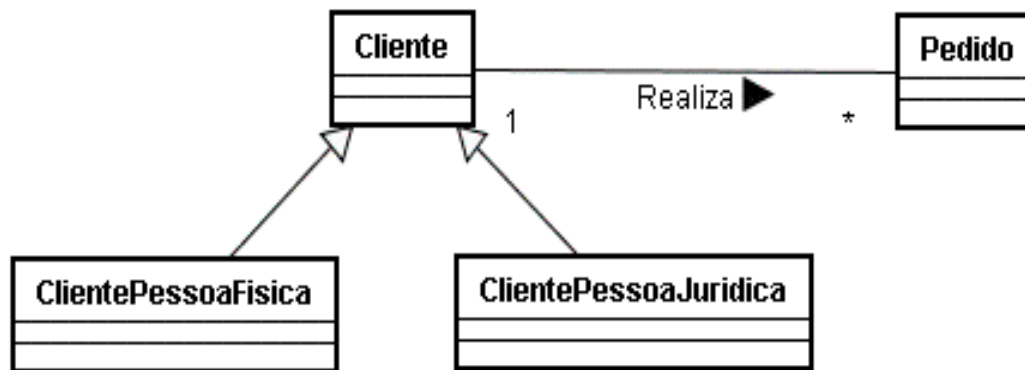 Cliente
Pedido
Realiza
1
*
ClientePessoaFisica
ClientePessoaJuridica